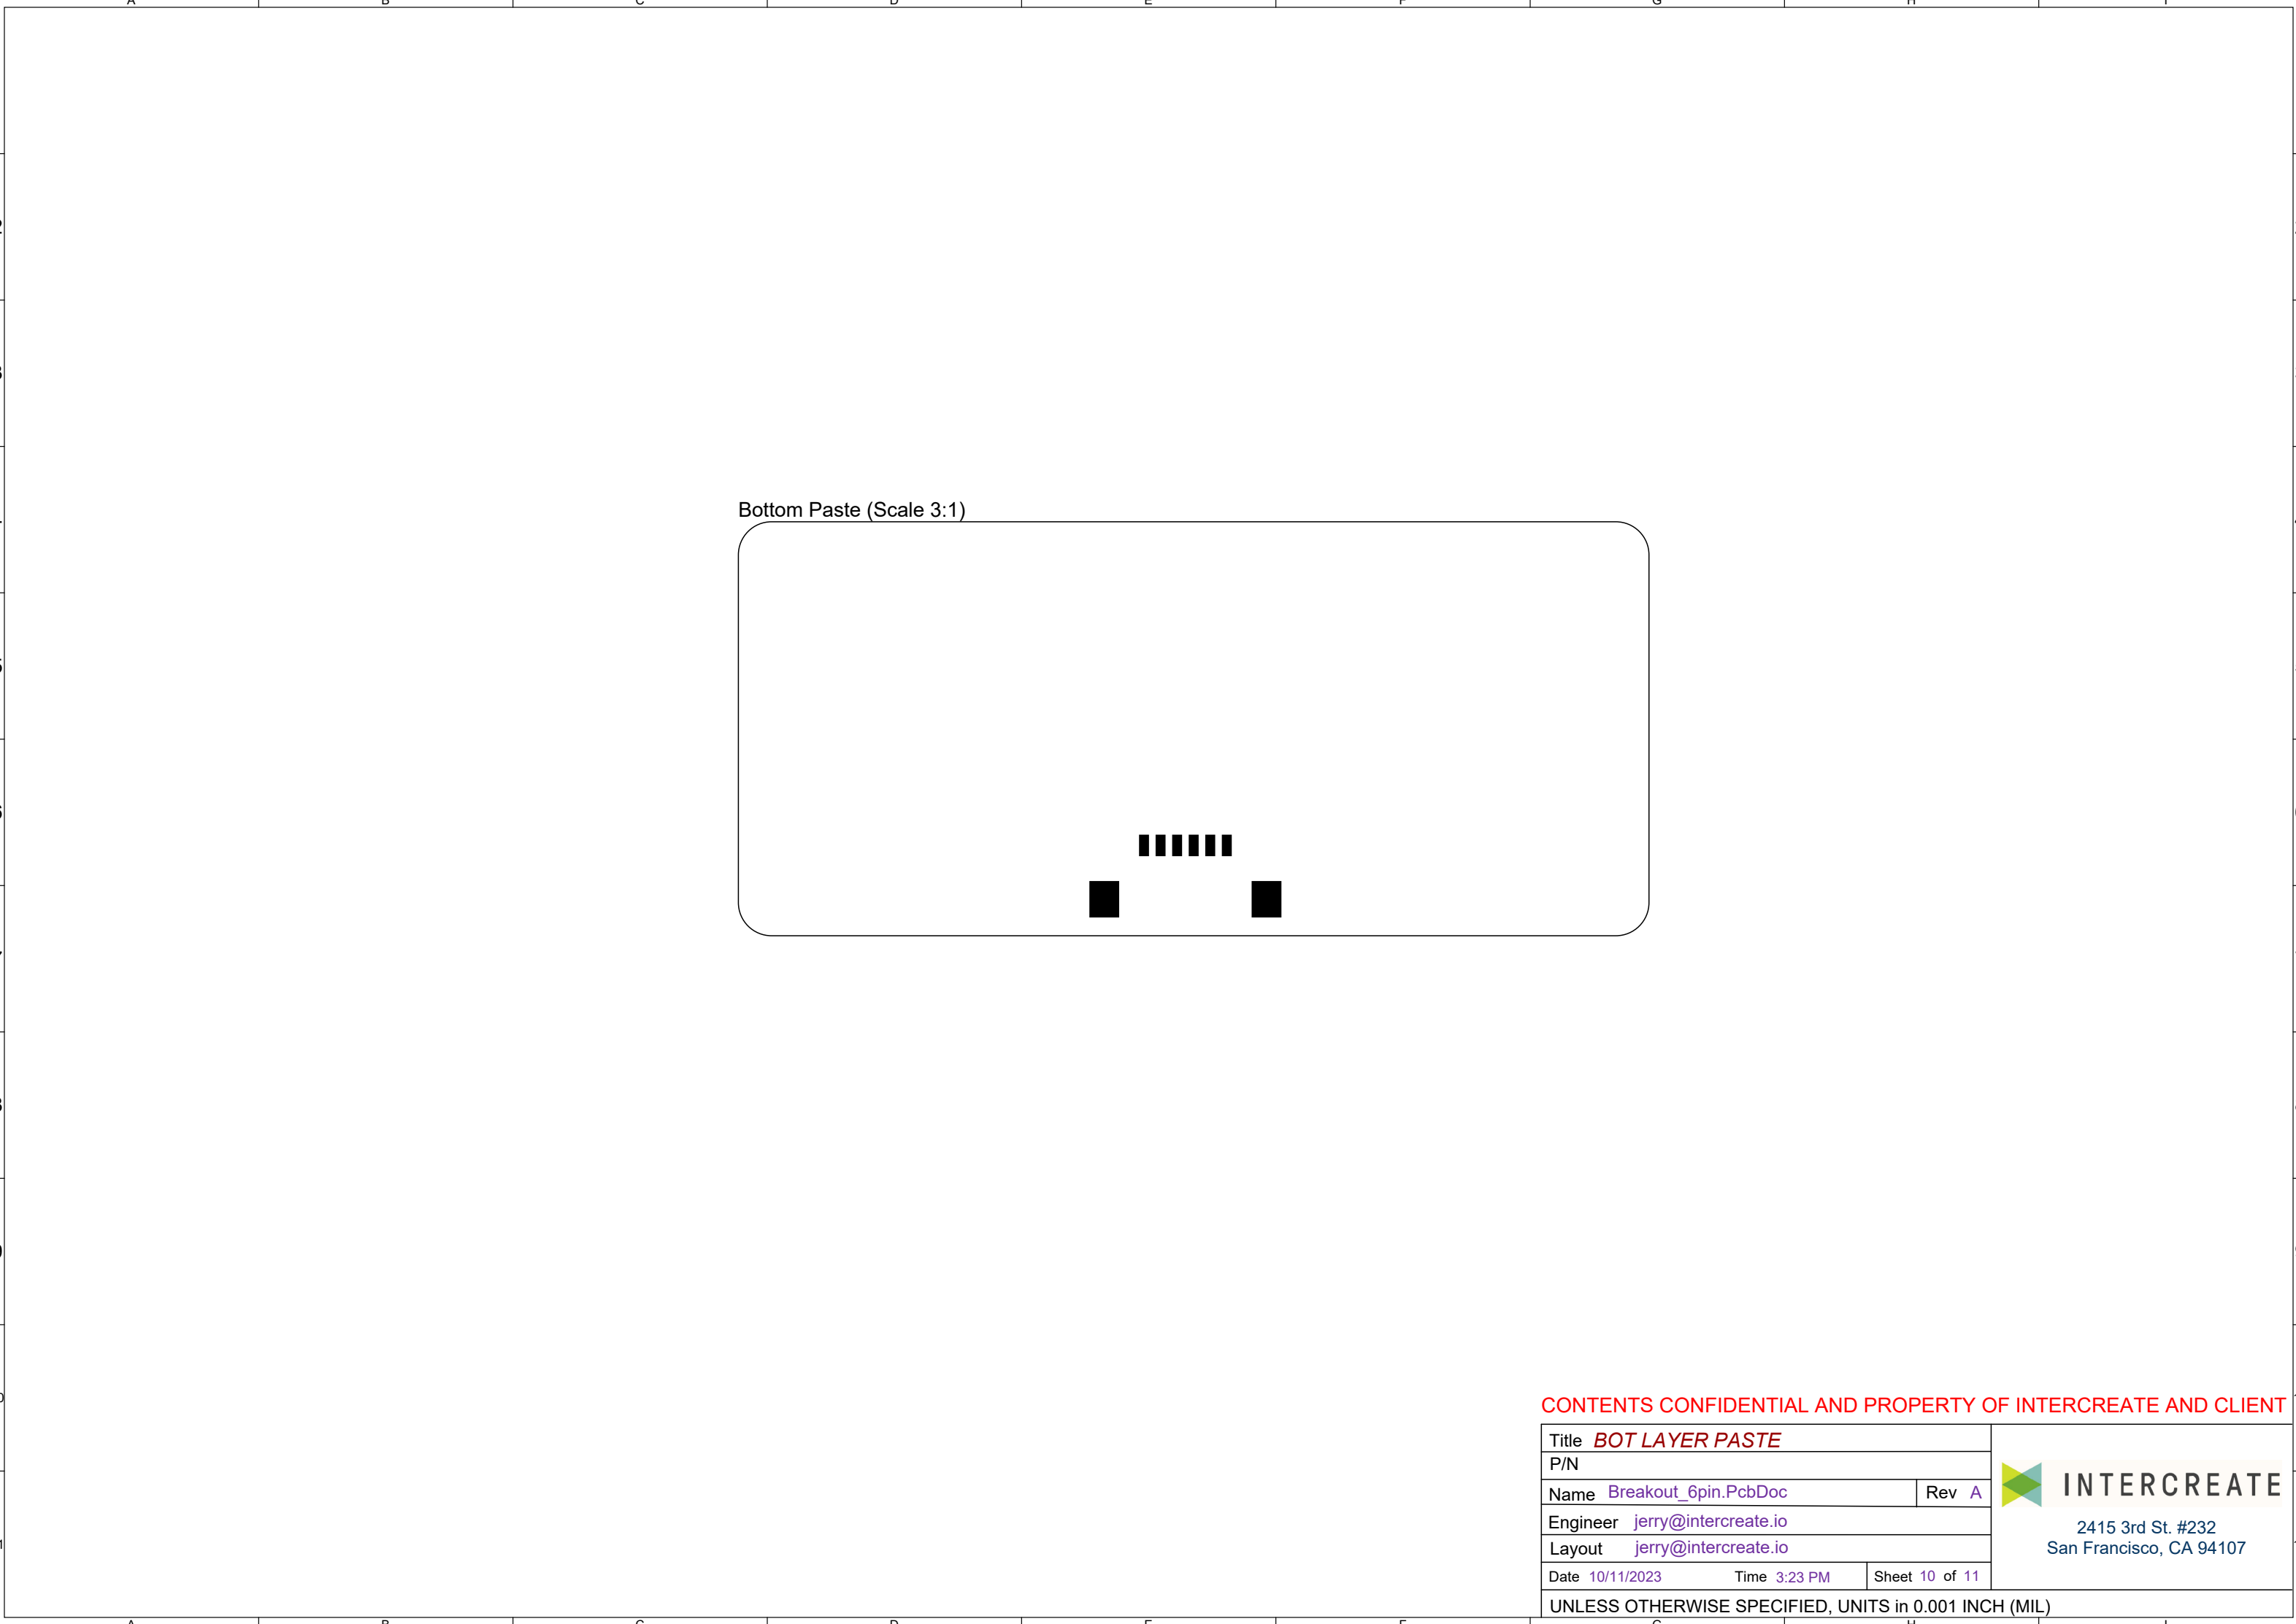 A B C D E F G H I
Bottom Paste (Scale 3:1)
CONTENTS CONFIDENTIAL AND PROPERTY OF INTERCREATE AND CLIENT
Title BOT LAYER PASTE
P/N
Name Breakout_6pin.PcbDoc Rev A
Engineer jerry@intercreate.io
Layout jerry@intercreate.io
Date 10/11/2023 Time 3:23 PM Sheet 10 of 11
UNLESS OTHERWISE SPECIFIED, UNITS in 0.001 INCH (MIL)
INTERCREATE
2415 3rd St. #232
San Francisco, CA 94107